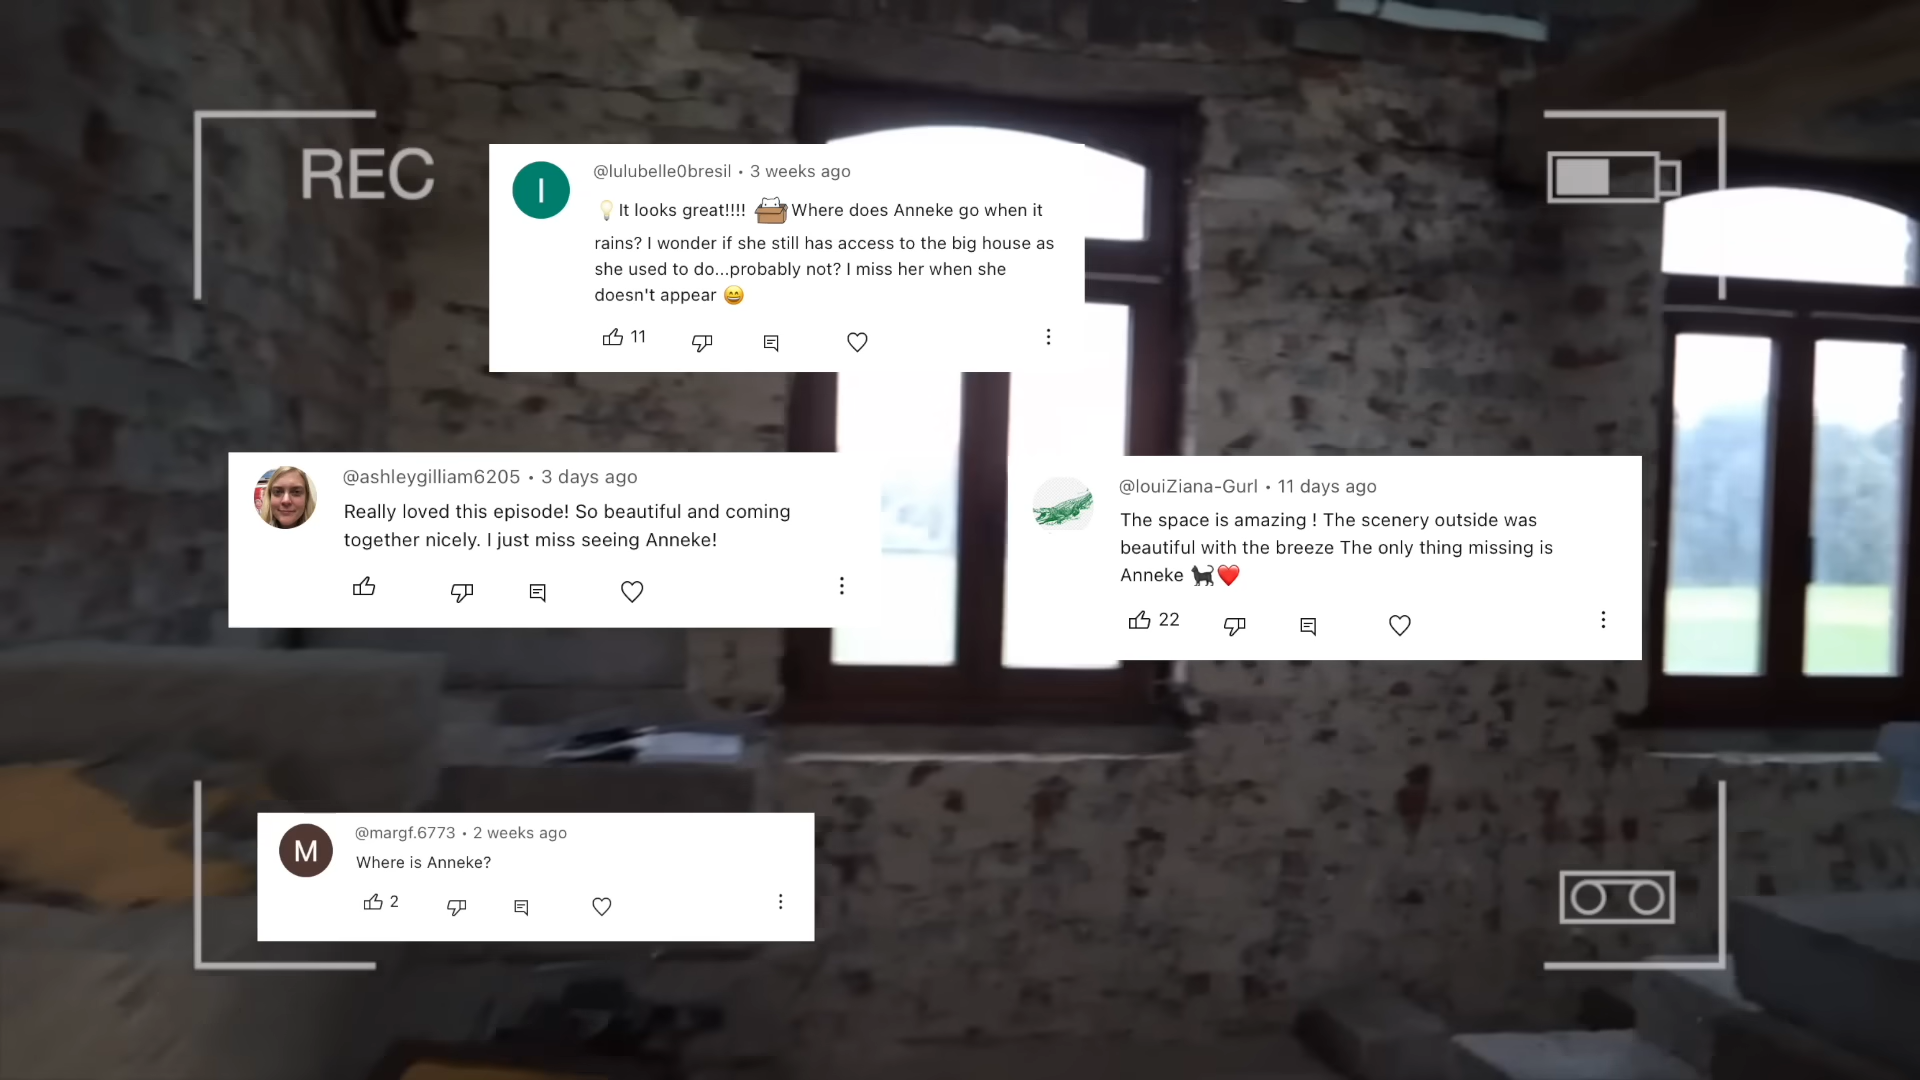 REC
I
@lulubelle0bresil • 3 weeks ago
💡It looks great!!!! Where does Anneke go when it
rains? I wonder if she still has access to the big house as
she used to do...probably not? I miss her when she
doesn't appear 😄
11
@ashleygilliam6205 • 3 days ago
Really loved this episode! So beautiful and coming
together nicely. I just miss seeing Anneke!
@louiZiana-Gurl • 11 days ago
The space is amazing ! The scenery outside was
beautiful with the breeze The only thing missing is
Anneke 🐈‍⬛❤️
22
M
@margf.6773 • 2 weeks ago
Where is Anneke?
2